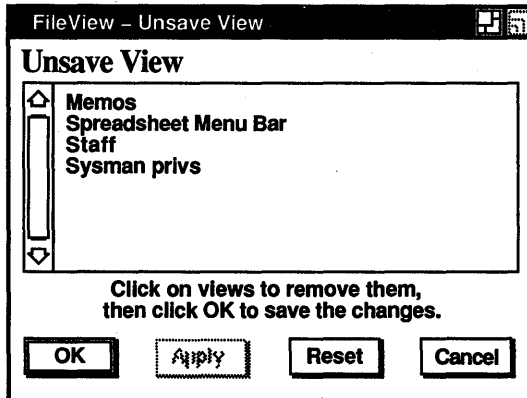 FileView – Unsave View
Unsave View
Memos
Spreadsheet Menu Bar
Staff
Sysman privs
Click on views to remove them,
then click OK to save the changes.
OK Apply Reset Cancel